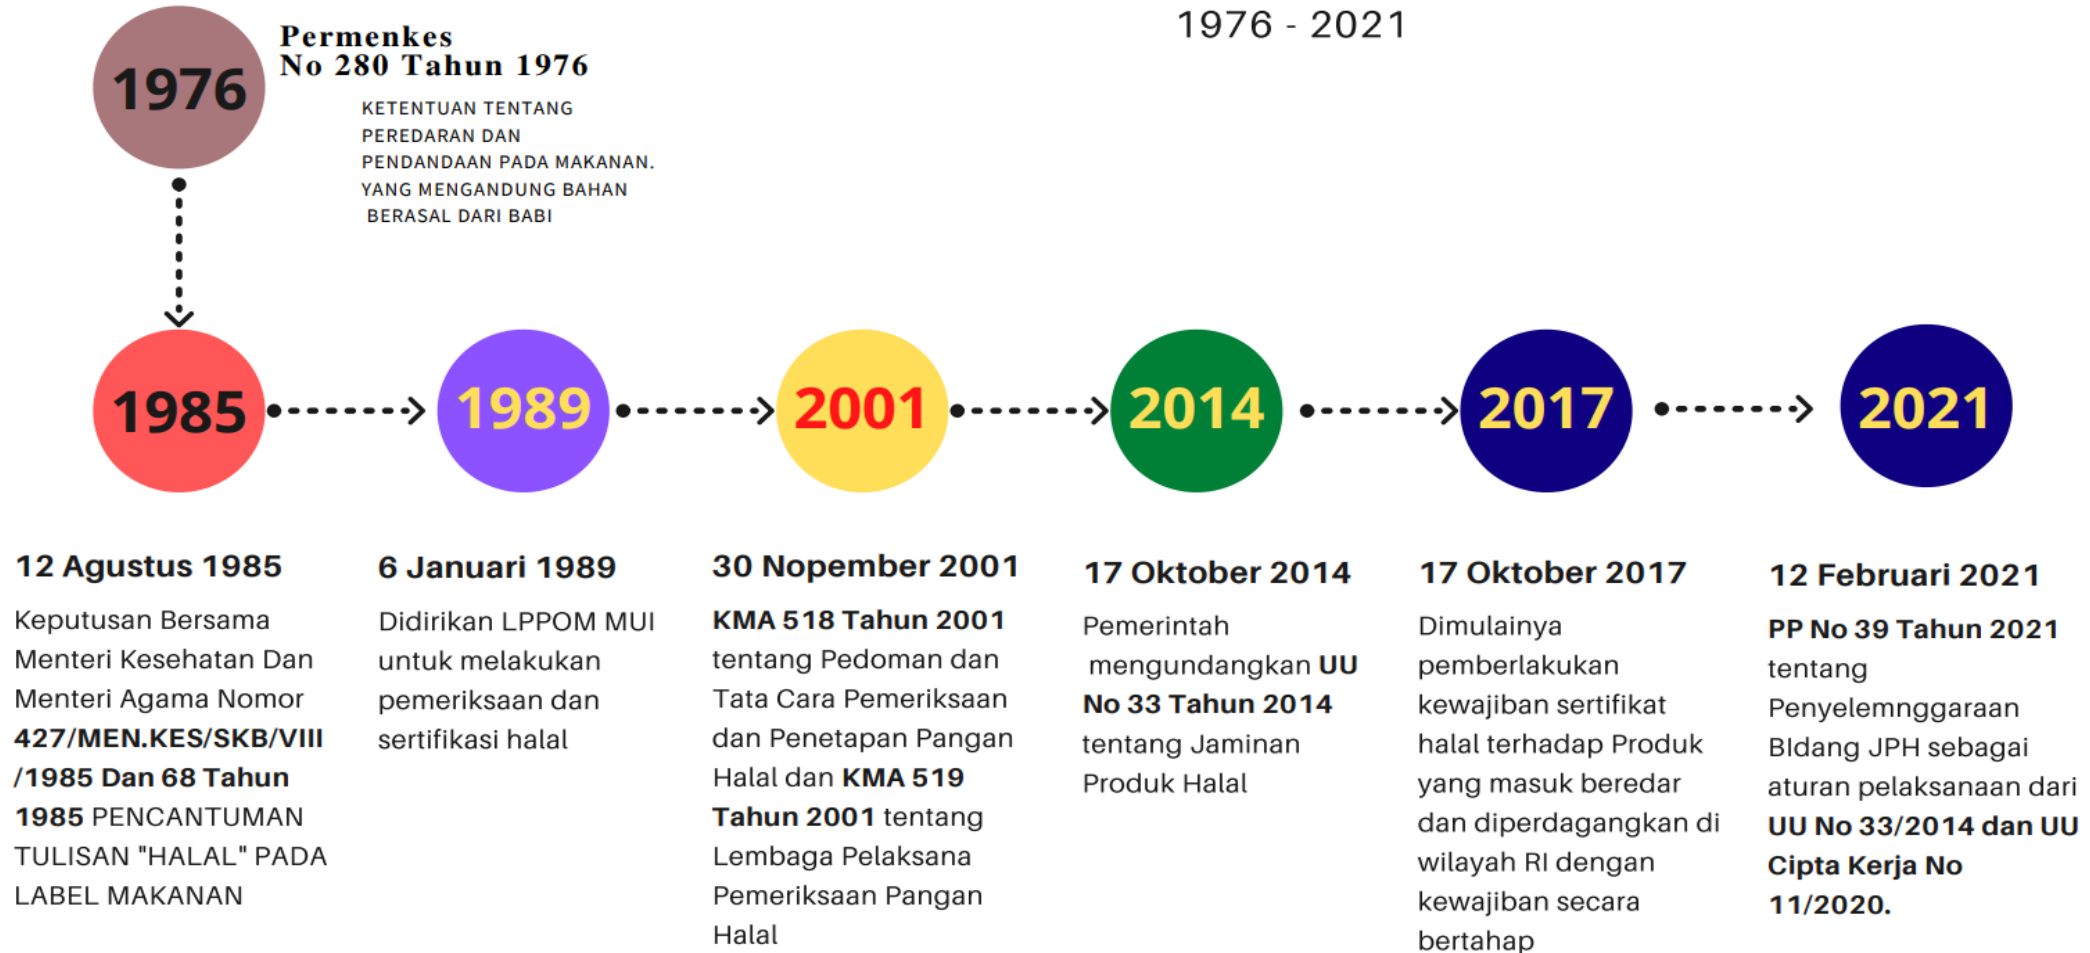 1976 - 2021
1976
Permenkes
No 280 Tahun 1976
KETENTUAN TENTANG
PEREDARAN DAN
PENDANDAAN PADA MAKANAN.
YANG MENGANDUNG BAHAN
BERASAL DARI BABI
1985
1989
2001
2014
2017
2021
12 Agustus 1985
Keputusan Bersama
Menteri Kesehatan Dan
Menteri Agama Nomor
427/MEN.KES/SKB/VIII
/1985 Dan 68 Tahun
1985 PENCANTUMAN
TULISAN "HALAL" PADA
LABEL MAKANAN
6 Januari 1989
Didirikan LPPOM MUI
untuk melakukan
pemeriksaan dan
sertifikasi halal
30 Nopember 2001
KMA 518 Tahun 2001
tentang Pedoman dan
Tata Cara Pemeriksaan
dan Penetapan Pangan
Halal dan KMA 519
Tahun 2001 tentang
Lembaga Pelaksana
Pemeriksaan Pangan
Halal
17 Oktober 2014
Pemerintah
mengundangkan UU
No 33 Tahun 2014
tentang Jaminan
Produk Halal
17 Oktober 2017
Dimulainya
pemberlakukan
kewajiban sertifikat
halal terhadap Produk
yang masuk beredar
dan diperdagangkan di
wilayah RI dengan
kewajiban secara
bertahap
12 Februari 2021
PP No 39 Tahun 2021
tentang
Penyelemnggaraan
BIdang JPH sebagai
aturan pelaksanaan dari
UU No 33/2014 dan UU
Cipta Kerja No
11/2020.